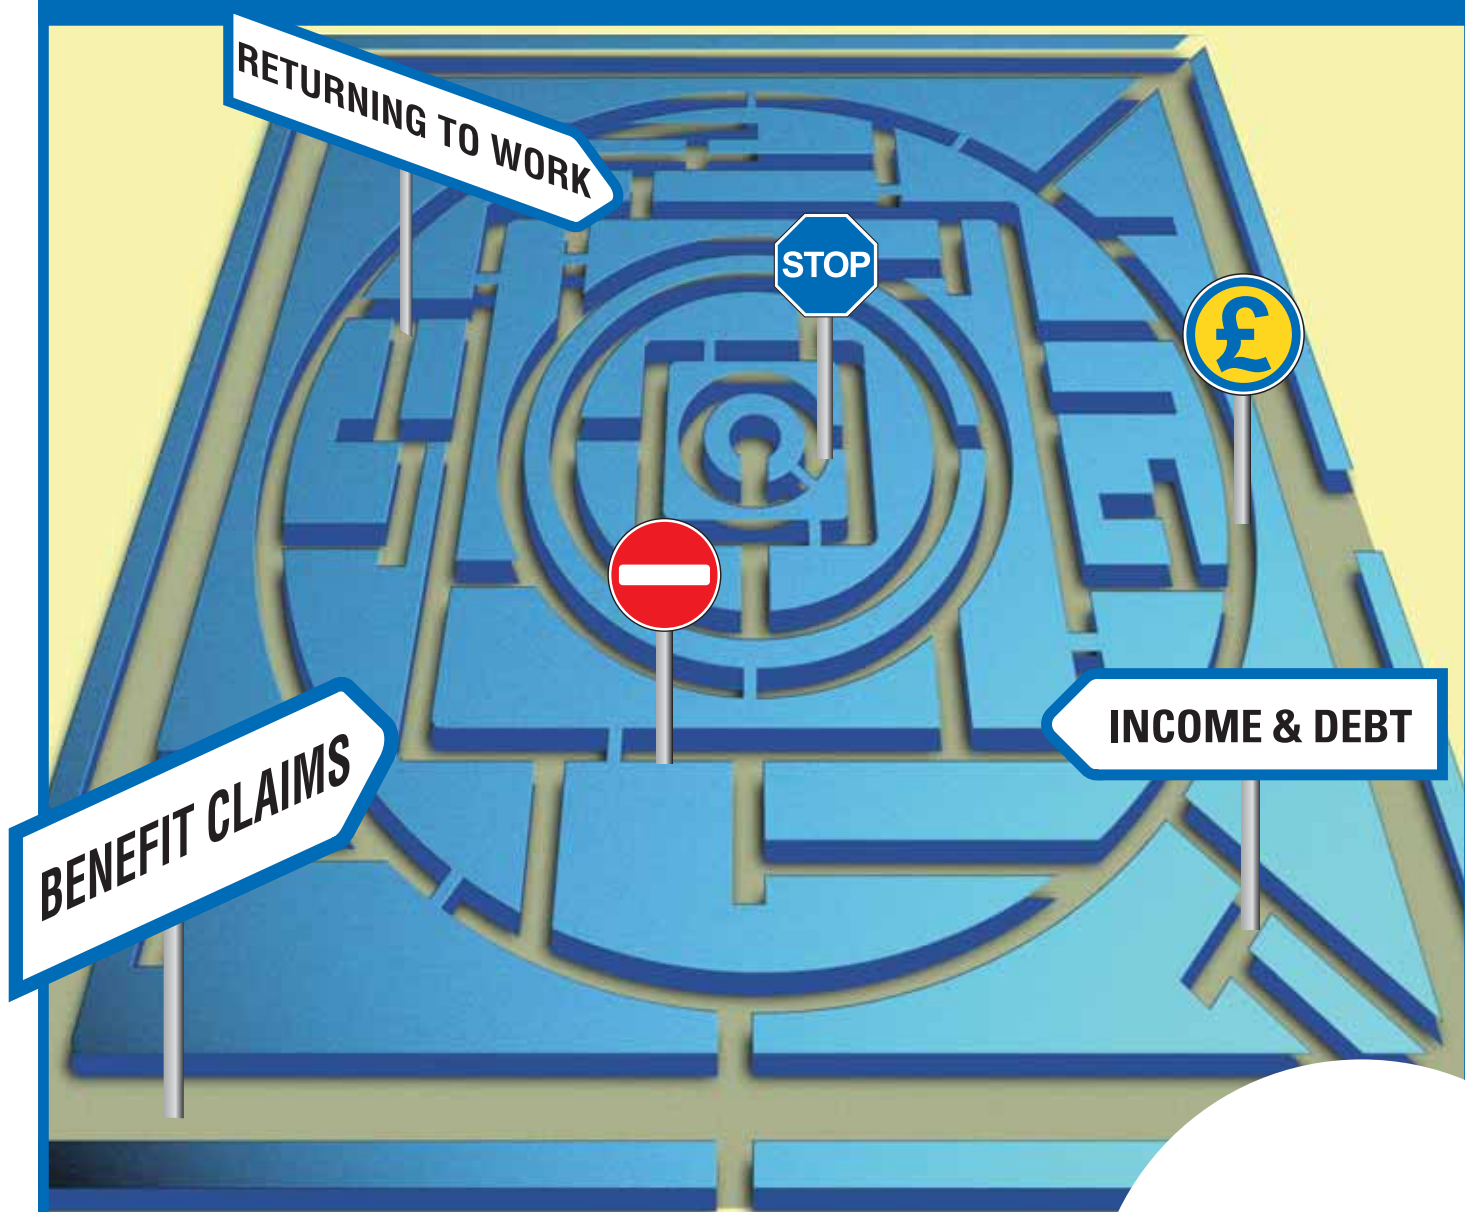 RETURNING TO WORK
STOP
£
INCOME & DEBT
BENEFIT CLAIMS